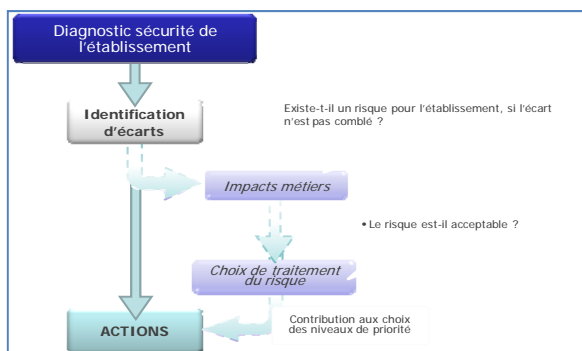 Diagnostic sécurité de
l'établissement
Identification
d'écarts
Existe-t-il un risque pour l'établissement, si l'écart
n'est pas comblé ?
Impacts métiers
• Le risque est-il acceptable ?
Choix de traitement
du risque
ACTIONS
Contribution aux choix
des niveaux de priorité